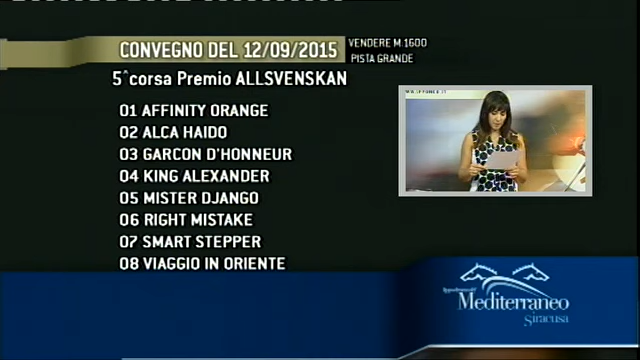 CONVEGNO DEL 12/09/2015
VENDERE M.1600
PISTA GRANDE
5^corsa Premio ALLSVENSKAN
01 AFFINITY ORANGE
02 ALCA HAIDO
03 GARCON D'HONNEUR
04 KING ALEXANDER
05 MISTER DJANGO
06 RIGHT MISTAKE
07 SMART STEPPER
08 VIAGGIO IN ORIENTE
Ippodromo del
Mediterraneo
Siracusa